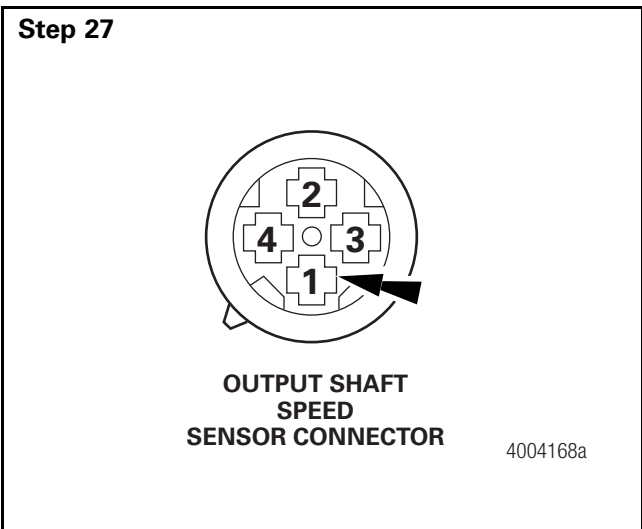 Step 27
2
4 3
1
OUTPUT SHAFT
SPEED
SENSOR CONNECTOR
4004168a